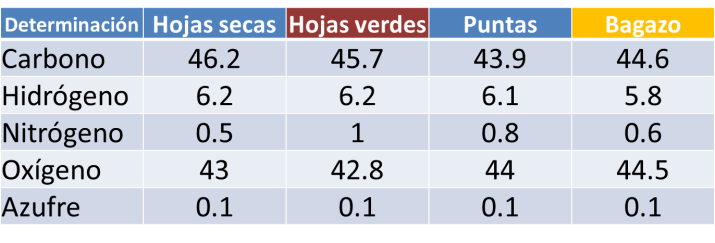 Determinación Hojas secas Hojas verdes Puntas Bagazo
Carbono 46.2 45.7 43.9 44.6
Hidrógeno 6.2 6.2 6.1 5.8
Nitrógeno 0.5 1 0.8 0.6
Oxígeno 43 42.8 44 44.5
Azufre 0.1 0.1 0.1 0.1